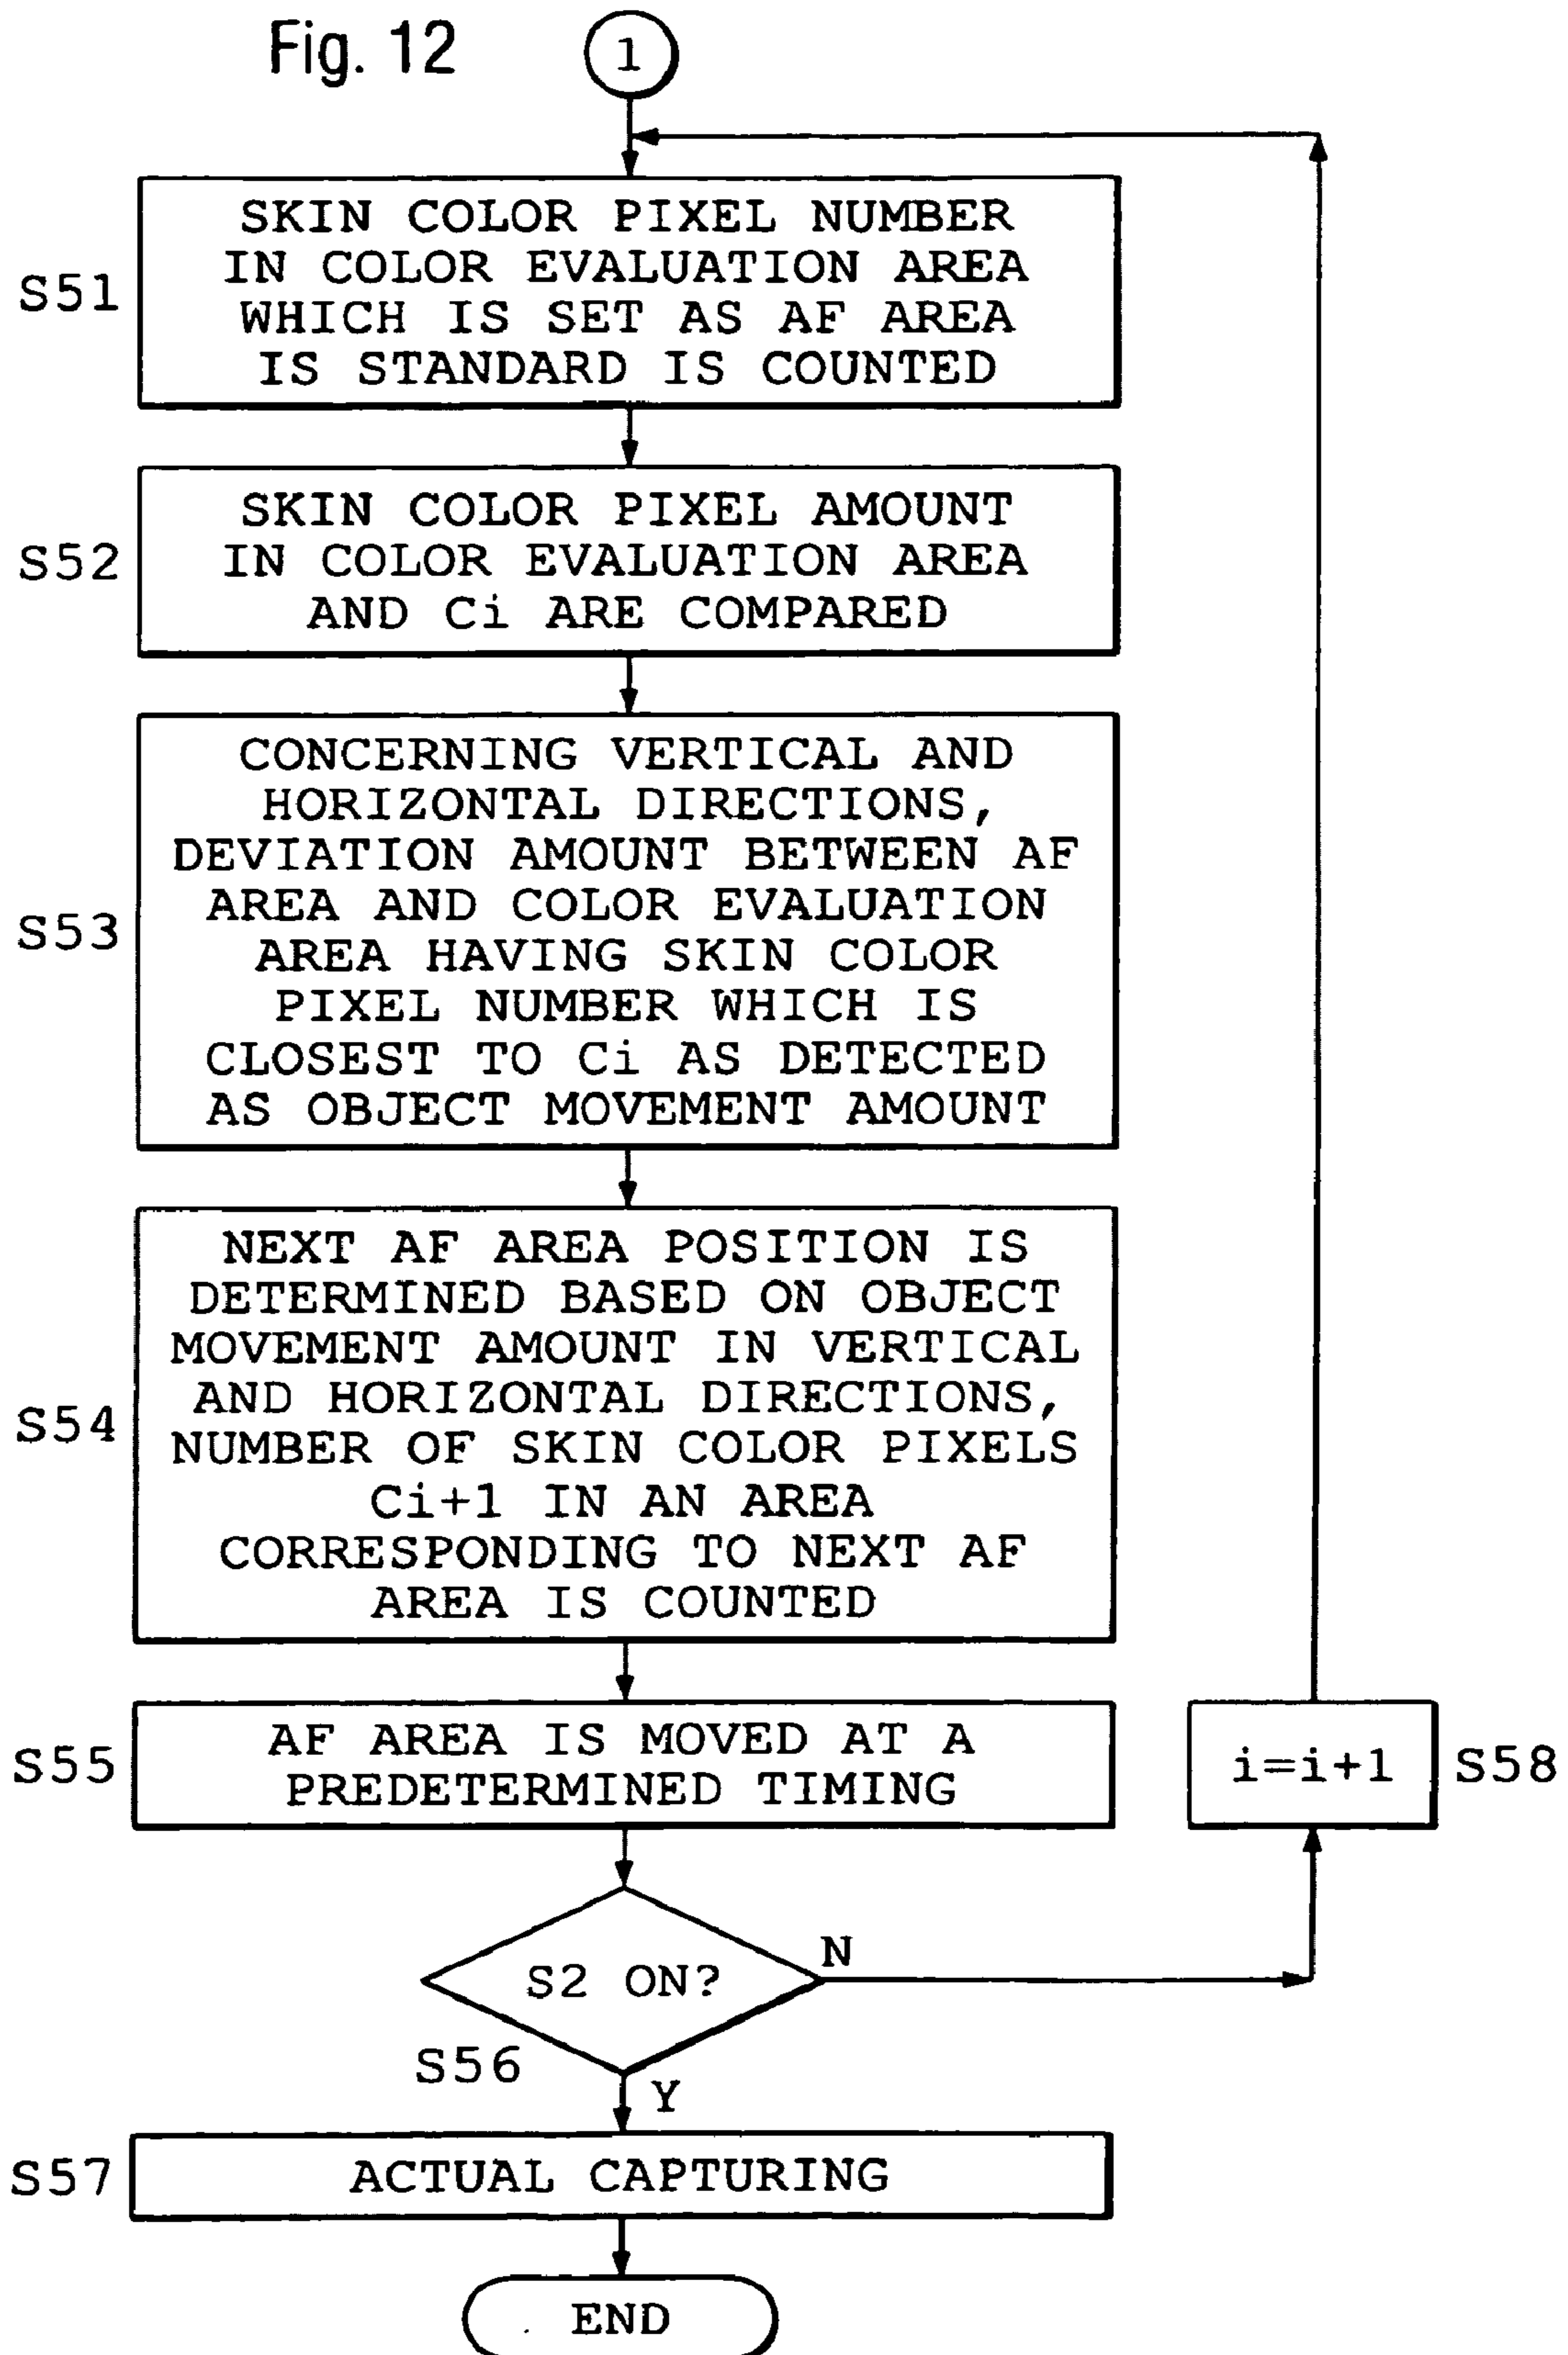 Fig. 12
1
SKIN COLOR PIXEL NUMBER
IN COLOR EVALUATION AREA
WHICH IS SET AS AF AREA
IS STANDARD IS COUNTED
S51
SKIN COLOR PIXEL AMOUNT
IN COLOR EVALUATION AREA
AND Ci ARE COMPARED
S52
CONCERNING VERTICAL AND
HORIZONTAL DIRECTIONS,
DEVIATION AMOUNT BETWEEN AF
AREA AND COLOR EVALUATION
AREA HAVING SKIN COLOR
PIXEL NUMBER WHICH IS
CLOSEST TO Ci AS DETECTED
AS OBJECT MOVEMENT AMOUNT
S53
NEXT AF AREA POSITION IS
DETERMINED BASED ON OBJECT
MOVEMENT AMOUNT IN VERTICAL
AND HORIZONTAL DIRECTIONS,
NUMBER OF SKIN COLOR PIXELS
Ci+1 IN AN AREA
CORRESPONDING TO NEXT AF
AREA IS COUNTED
S54
AF AREA IS MOVED AT A
PREDETERMINED TIMING
S55
i=i+1
S58
S2 ON?
N
S56
Y
S57
ACTUAL CAPTURING
END